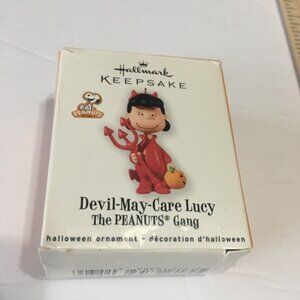 Hallmark
KEEPSAKE
PEANUTS
Devil-May-Care Lucy
The PEANUTS® Gang
halloween ornament • décoration d'halloween